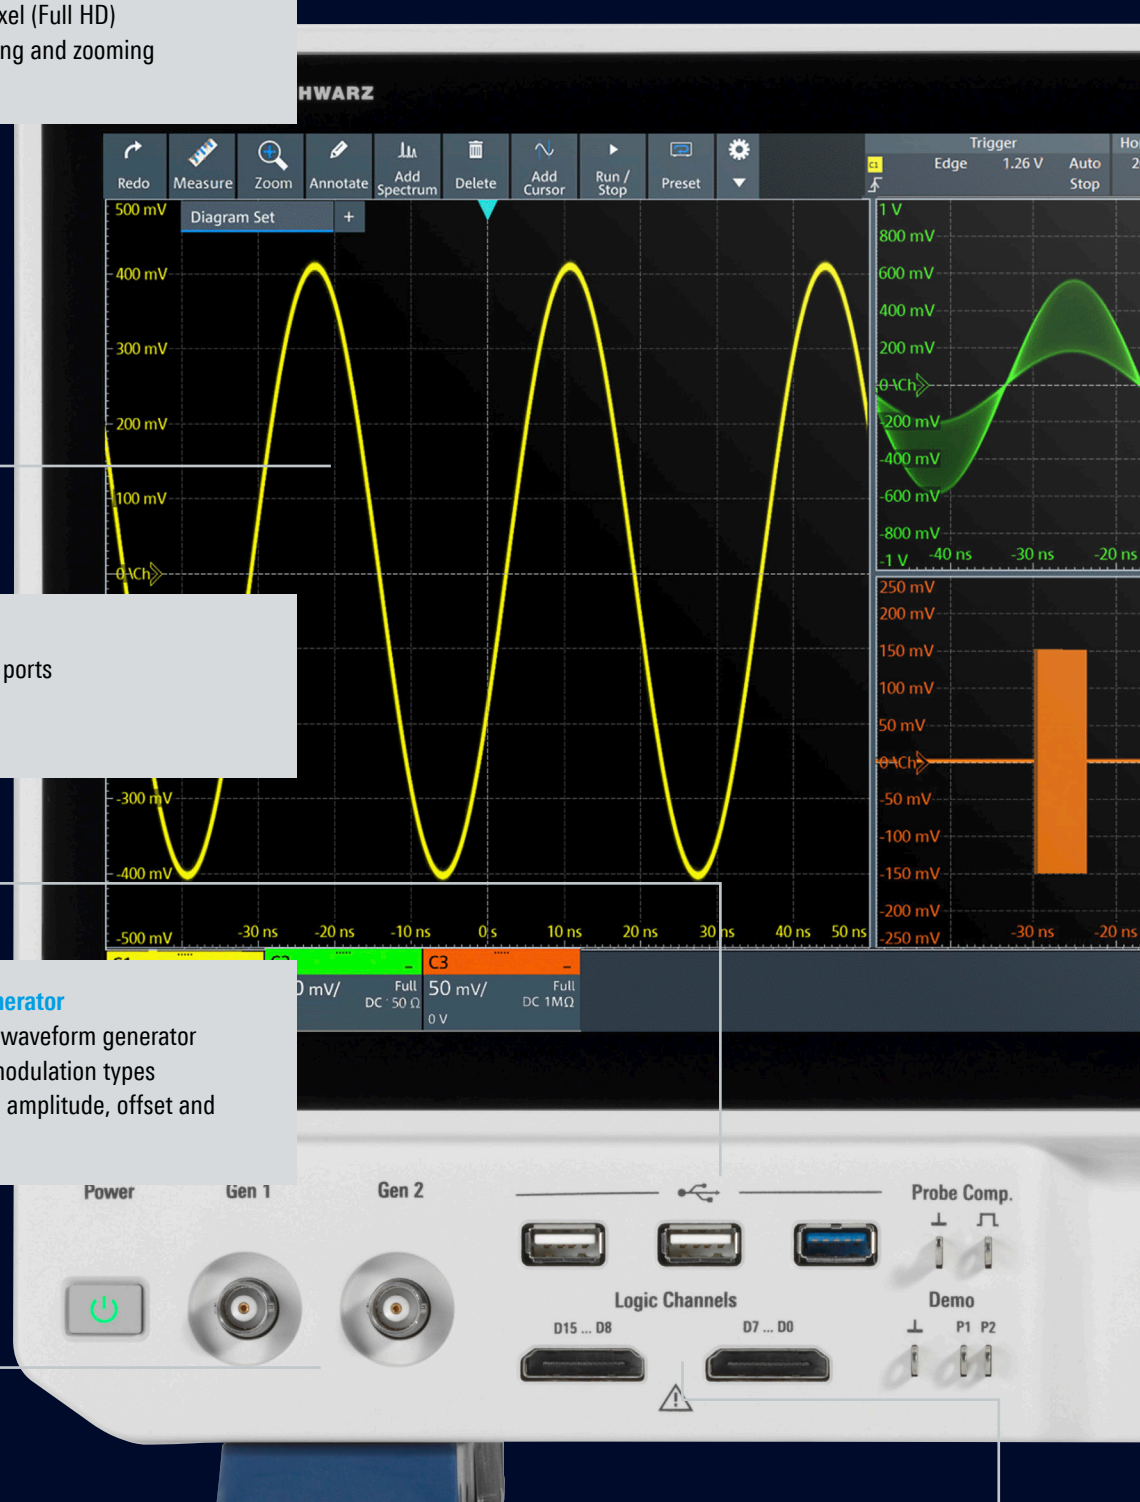 xel (Full HD)
ng and zooming
HWARZ
Redo
Measure
Zoom
Annotate
Add
Spectrum
Delete
Add
Cursor
Run /
Stop
Preset
Trigger
C1
Edge
1.26 V
Auto
Stop
Ho
2
Diagram Set
+
500 mV
400 mV
300 mV
200 mV
100 mV
-300 mV
-400 mV
-500 mV
-30 ns
-20 ns
-10 ns
0 s
10 ns
20 ns
30 ns
40 ns
50 ns
1 V
800 mV
600 mV
400 mV
200 mV
0 \Ch
-200 mV
-400 mV
-600 mV
-800 mV
-1 V
-40 ns
-30 ns
-20 ns
250 mV
200 mV
150 mV
100 mV
50 mV
-50 mV
-100 mV
-150 mV
-200 mV
-250 mV
-30 ns
-20 ns
ports
C3
0 mV/
Full
DC 50 Ω
50 mV/
Full
DC 1MΩ
0 V
nerator
waveform generator
modulation types
amplitude, offset and
Power
Gen 1
Gen 2
Probe Comp.
Logic Channels
D15 ... D8
D7 ... D0
Demo
P1 P2